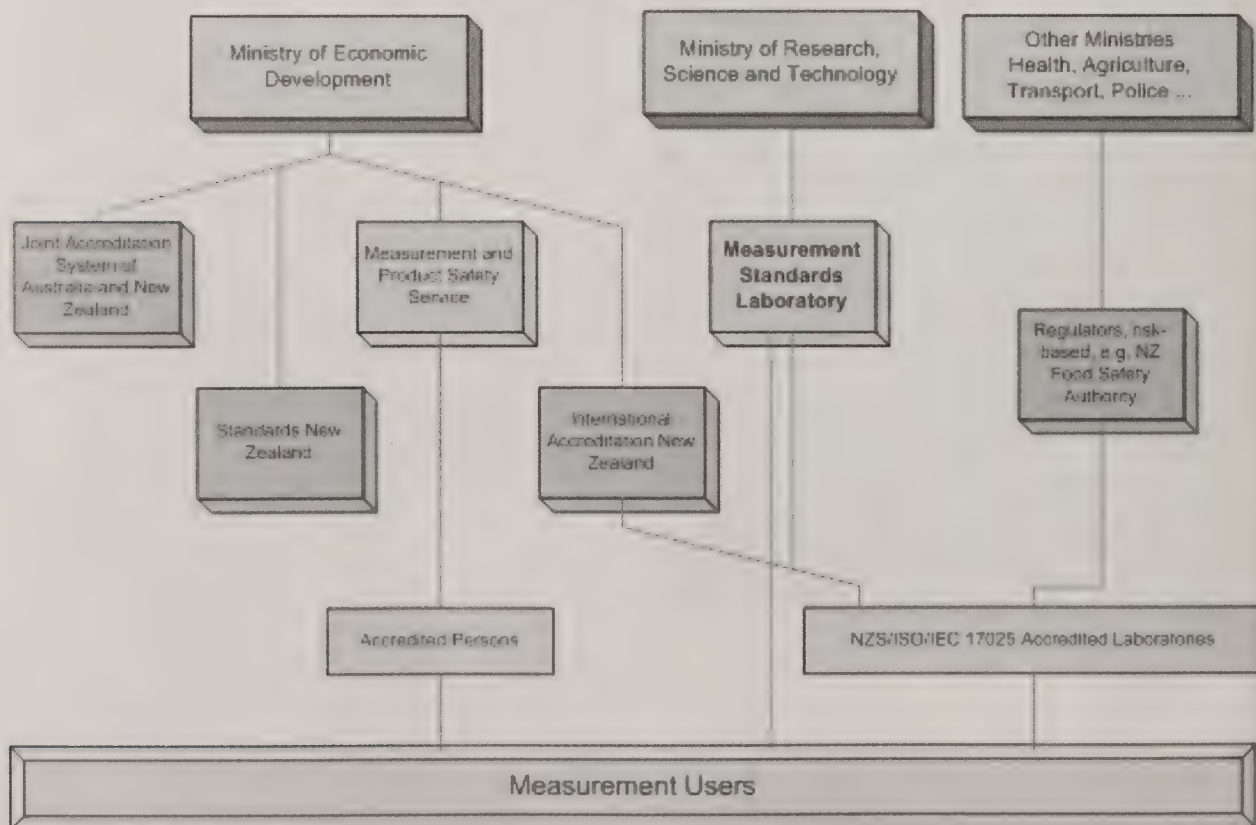 Ministry of Economic
Development
Ministry of Research,
Science and Technology
Other Ministries
Health, Agriculture,
Transport, Police ...
Joint Accreditation
System of
Australia and New
Zealand
Measurement and
Product Safety
Service
Measurement
Standards
Laboratory
Regulators, risk-
based, e.g. NZ
Food Safety
Authority
Standards New
Zealand
International
Accreditation New
Zealand
Accredited Persons
NZS/ISO/IEC 17025 Accredited Laboratories
Measurement Users